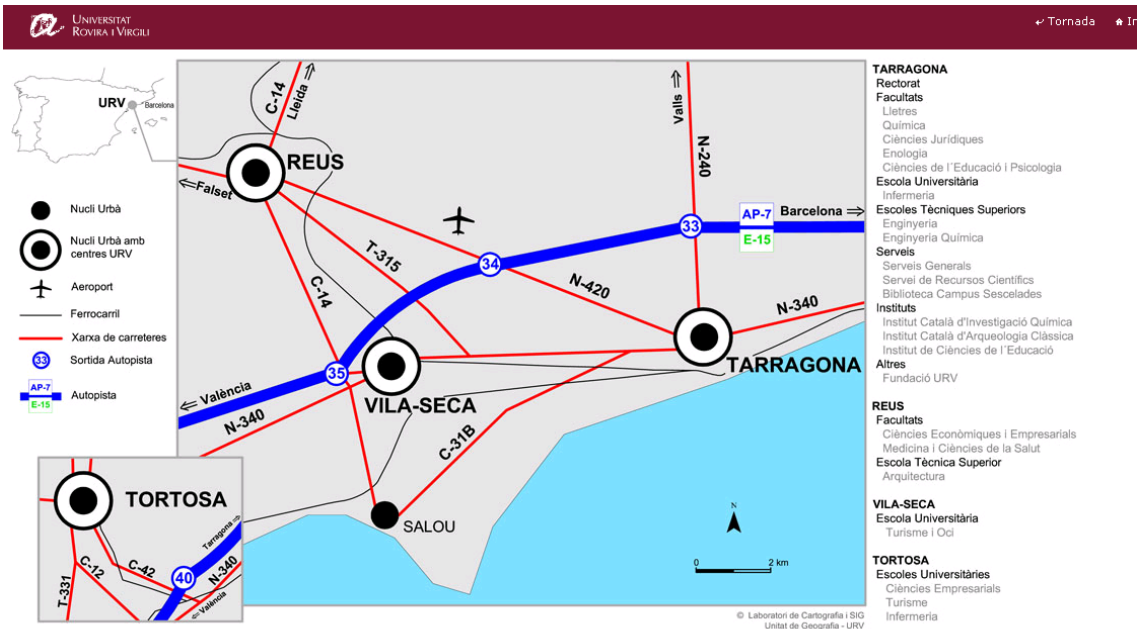 UNIVERSITAT
ROVIRA I VIRGILI
Tornada
URV
Barcelona
Nucli Urbà
Nucli Urbà amb
centres URV
Aeroport
Ferrocarril
Xarxa de carreteres
33
Sortida Autopista
AP-7
E-15
Autopista
C-14
Lleida
REUS
Falset
Valls
N-240
33
AP-7
E-15
Barcelona
T-315
34
C-14
N-420
N-340
TARRAGONA
35
València
VILA-SECA
N-340
C-31B
SALOU
N
0
2 km
TORTOSA
Tarragona
C-12
C-42
40
N-340
T-331
València
© Laboratori de Cartografia i SIG
Unitat de Geografia - URV
TARRAGONA
Rectorat
Facultats
Lletres
Química
Ciències Jurídiques
Enologia
Ciències de l´Educació i Psicologia
Escola Universitària
Infermeria
Escoles Tècniques Superiors
Enginyeria
Enginyeria Química
Serveis
Serveis Generals
Servei de Recursos Científics
Biblioteca Campus Sescelades
Instituts
Institut Català d'Investigació Química
Institut Català d'Arqueologia Clàssica
Institut de Ciències de l´Educació
Altres
Fundació URV
REUS
Facultats
Ciències Econòmiques i Empresarials
Medicina i Ciències de la Salut
Escola Tècnica Superior
Arquitectura
VILA-SECA
Escola Universitària
Turisme i Oci
TORTOSA
Escoles Universitàries
Ciències Empresarials
Turisme
Infermeria